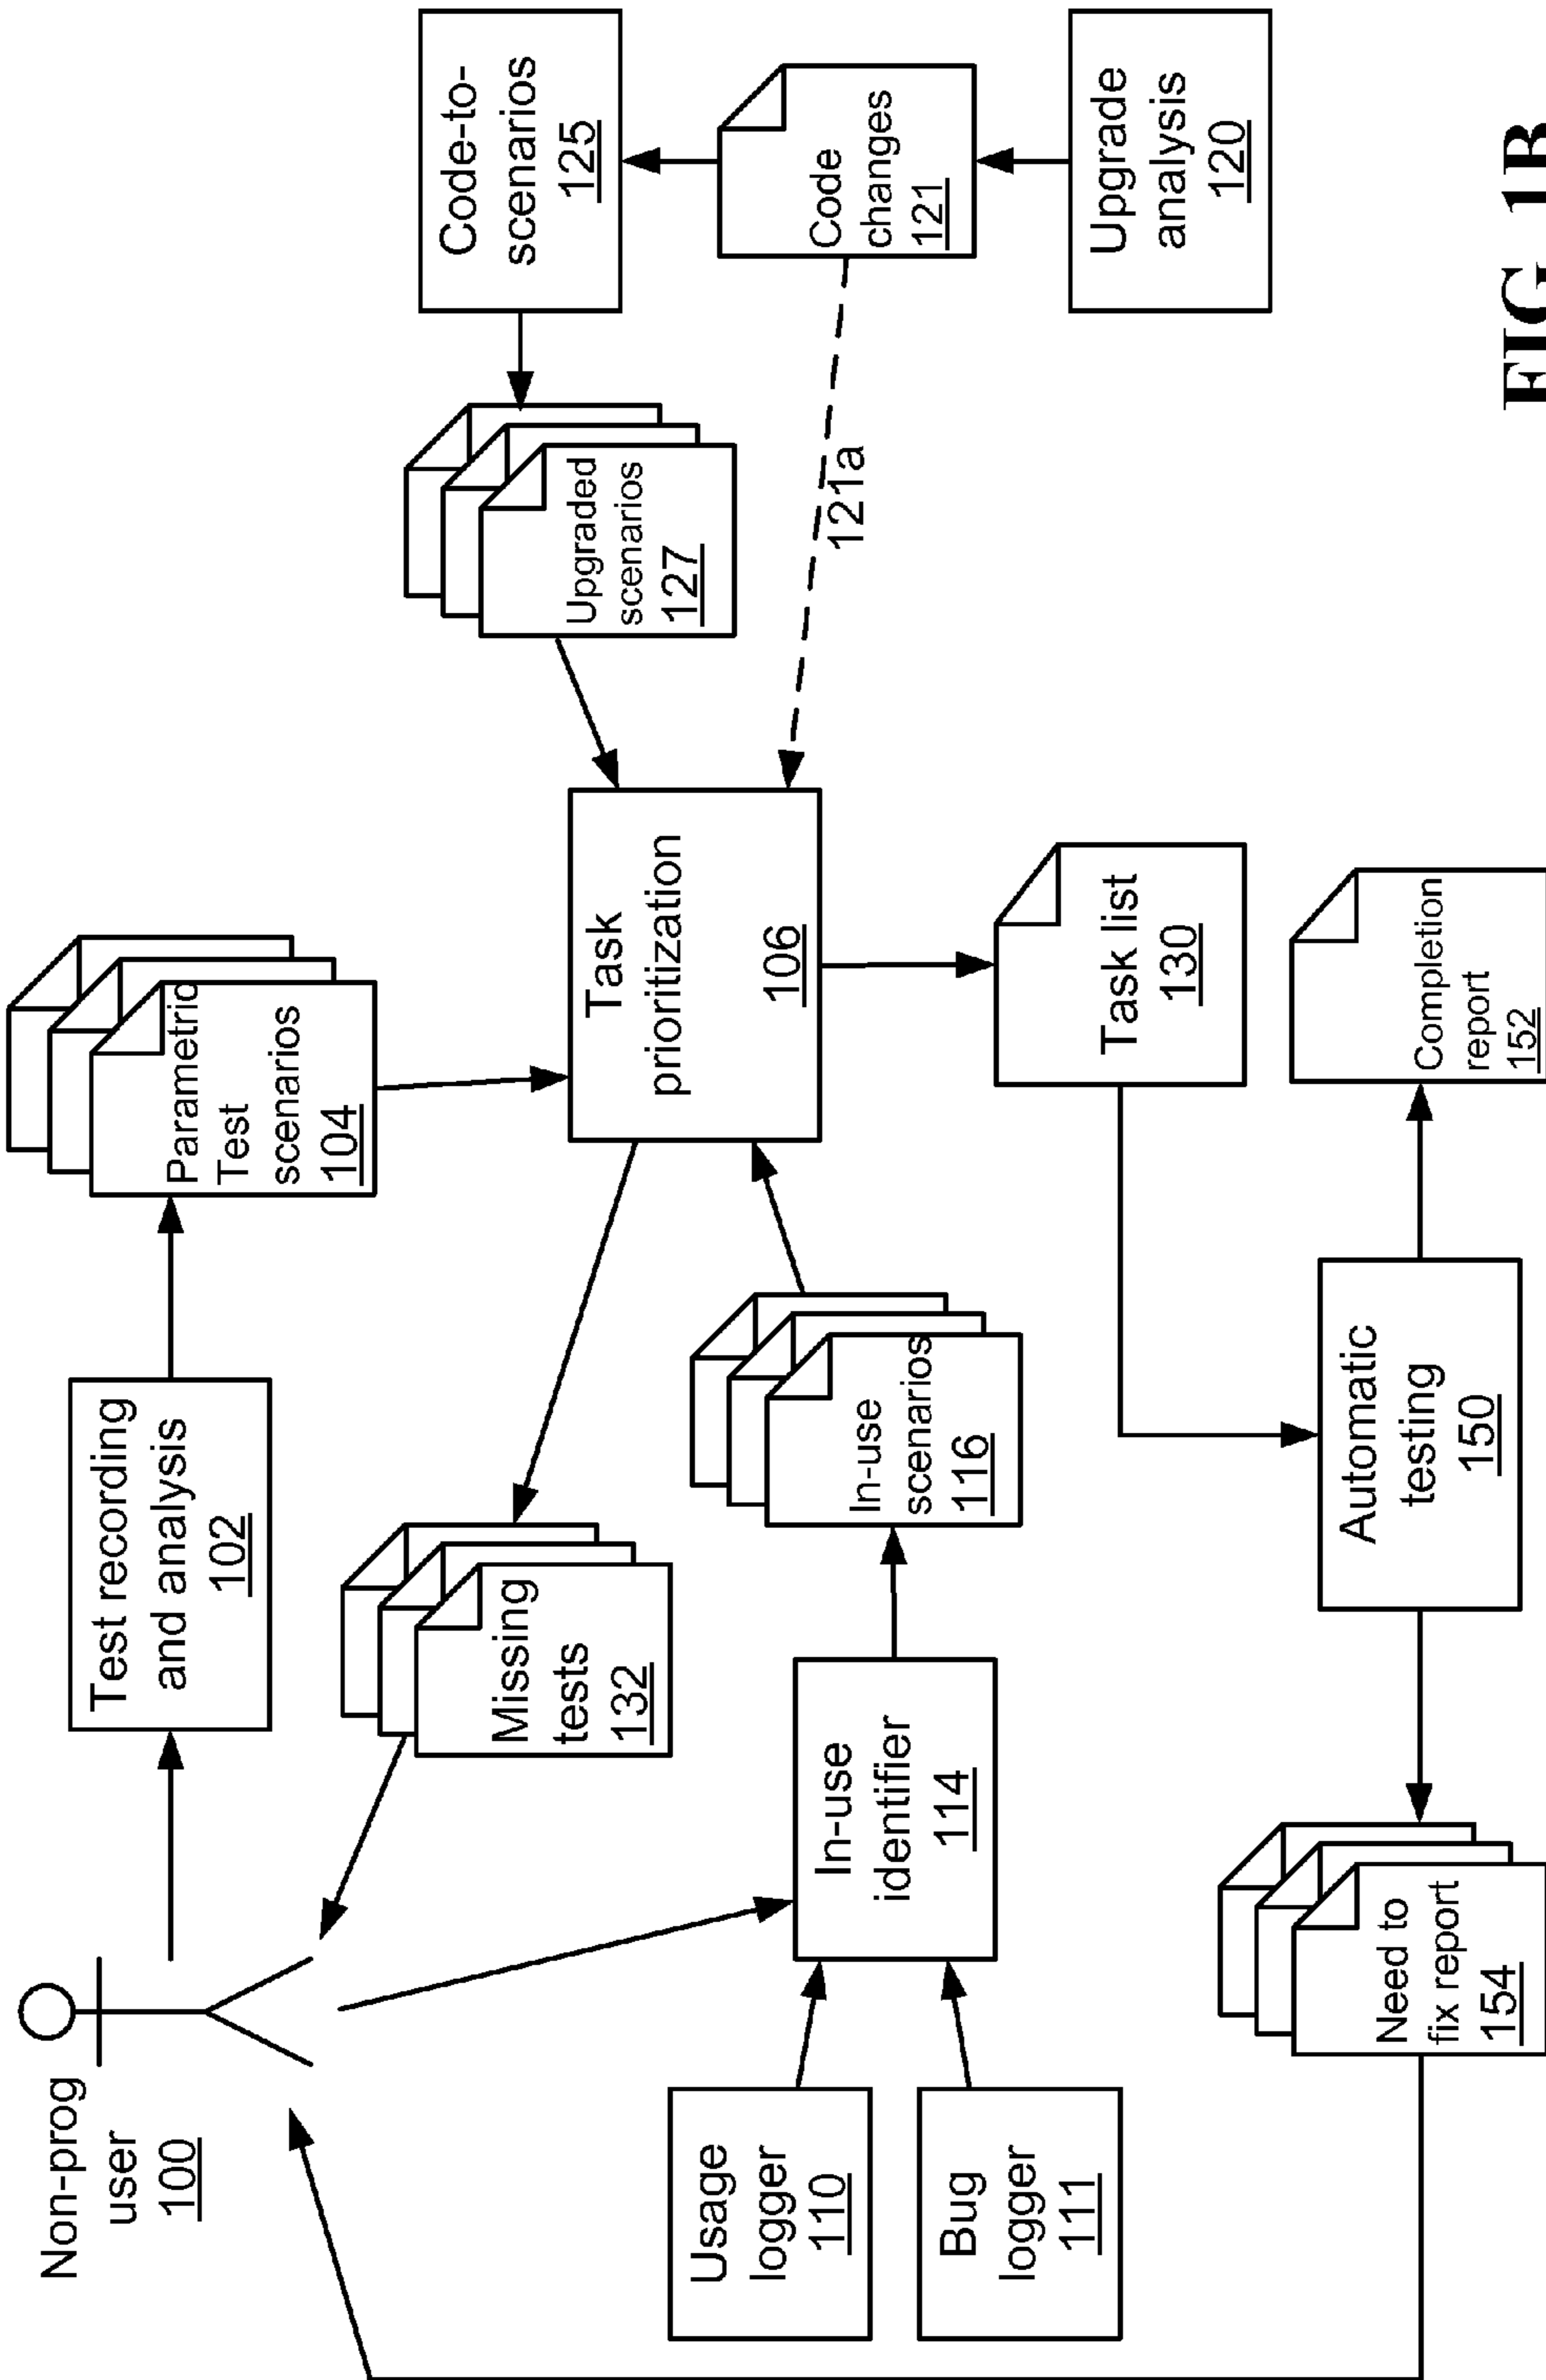 Non-prog
user
100
Test recording
and analysis
102
Parametric
Test
scenarios
104
Missing
tests
132
Upgraded
scenarios
127
Code-to-
scenarios
125
Task
prioritization
106
121a
Code
changes
121
Usage
logger
110
Bug
logger
111
In-use
identifier
114
In-use
scenarios
116
Task list
130
Upgrade
analysis
120
Need to
fix report
154
Automatic
testing
150
Completion
report
152
FIG. 1B